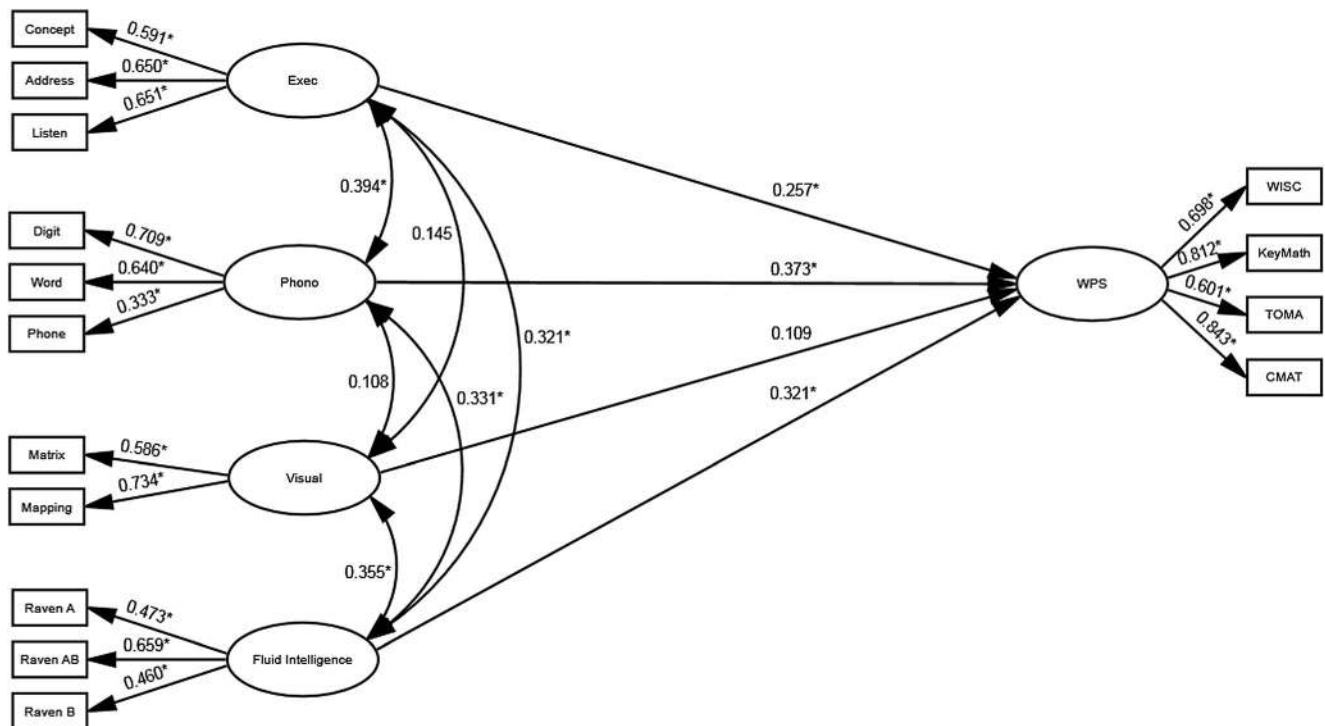 Concept
0.591*
Address
0.650*
Listen
0.651*
Exec
0.394*
0.145
0.257*
WISC
0.698*
KeyMath
0.812*
TOMA
0.601*
CMAT
0.843*
WPS
Digit
0.709*
Word
0.640*
Phone
0.333*
Phono
0.373*
0.321*
0.109
0.108
0.331*
0.321*
Matrix
0.586*
Mapping
0.734*
Visual
0.355*
Raven A
0.473*
Raven AB
0.659*
Raven B
0.460*
Fluid Intelligence